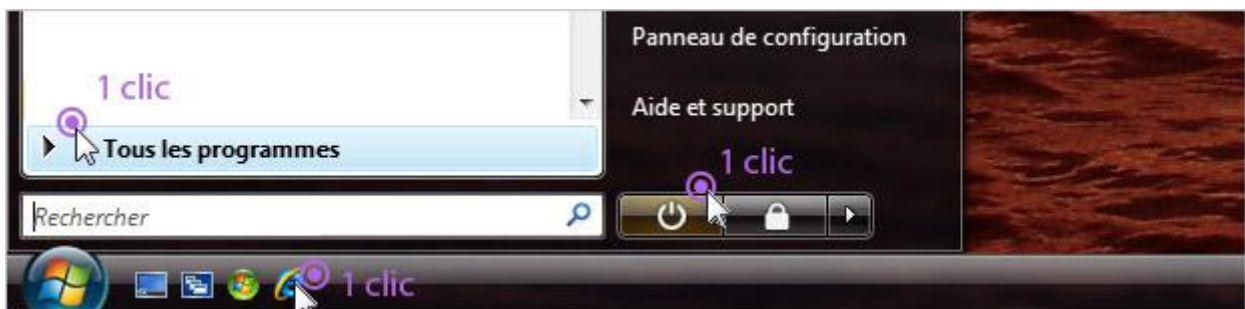 Panneau de configuration
1 clic
Aide et support
Tous les programmes
1 clic
Rechercher
1 clic